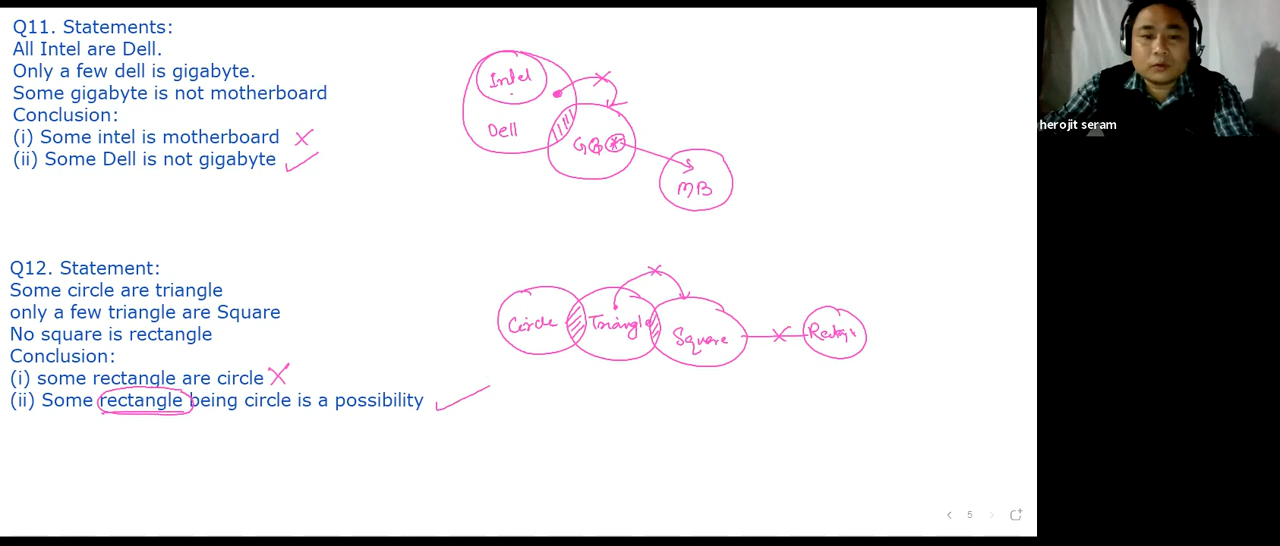 Q11. Statements:
All Intel are Dell.
Only a few dell is gigabyte.
Some gigabyte is not motherboard
Conclusion:
(i) Some intel is motherboard
(ii) Some Dell is not gigabyte
Intel
Dell
GB
MB
herojit seram
Q12. Statement:
Some circle are triangle
only a few triangle are Square
No square is rectangle
Conclusion:
(i) some rectangle are circle
(ii) Some rectangle being circle is a possibility
Circle
Triangle
Square
5